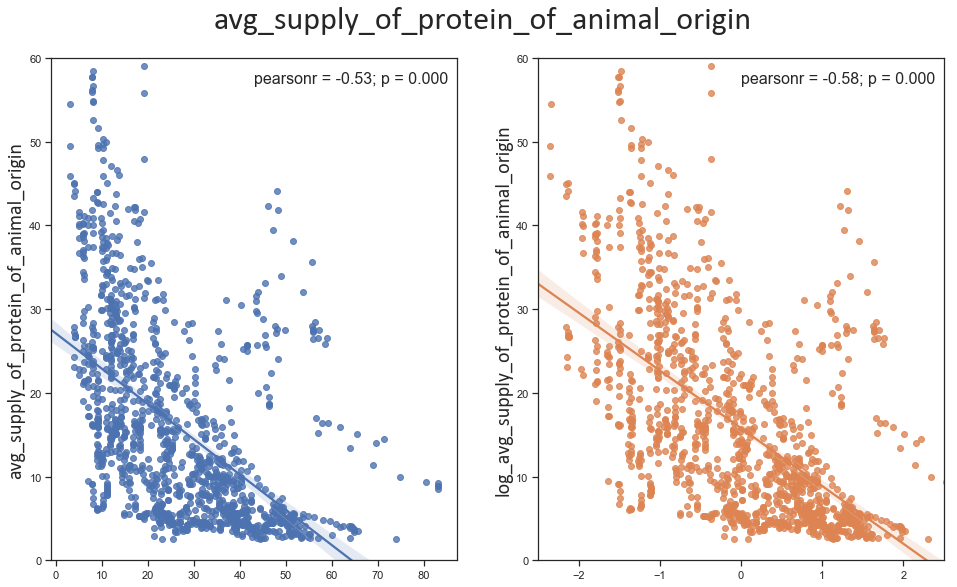 avg_supply_of_protein_of_animal_origin
pearsonr = -0.53; p = 0.000
avg_supply_of_protein_of_animal_origin
60
50
40
30
20
10
0
0 10 20 30 40 50 60 70 80
pearsonr = -0.58; p = 0.000
log_avg_supply_of_protein_of_animal_origin
60
50
40
30
20
10
0
−2 −1 0 1 2